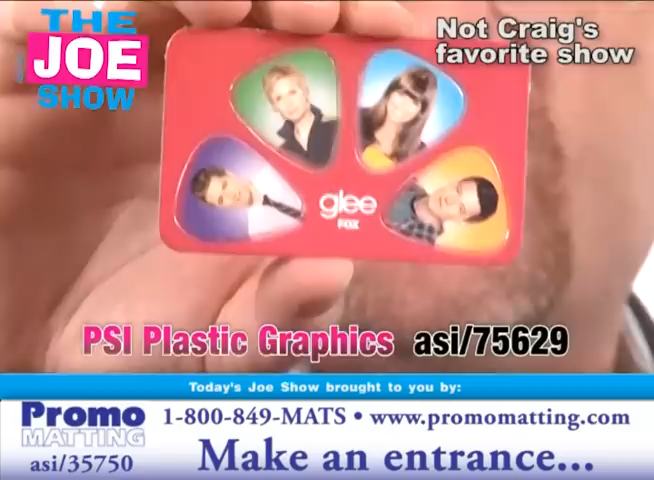 THE
JOE
SHOW
Not Craig's
favorite show
glee
FOX
PSI Plastic Graphics asi/75629
Today's Joe Show brought to you by:
Promo
MATTING
asi/35750
1-800-849-MATS • www.promomatting.com
Make an entrance...